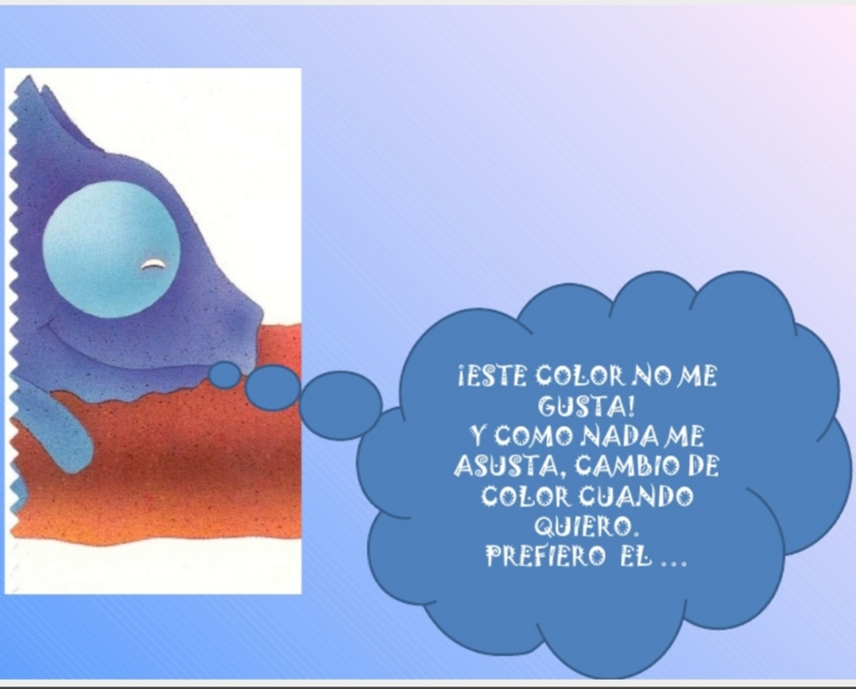 ¡ESTE COLOR NO ME
GUSTA!
Y COMO NADA ME
ASUSTA, CAMBIO DE
COLOR CUANDO
QUIERO.
PREFIERO EL ...